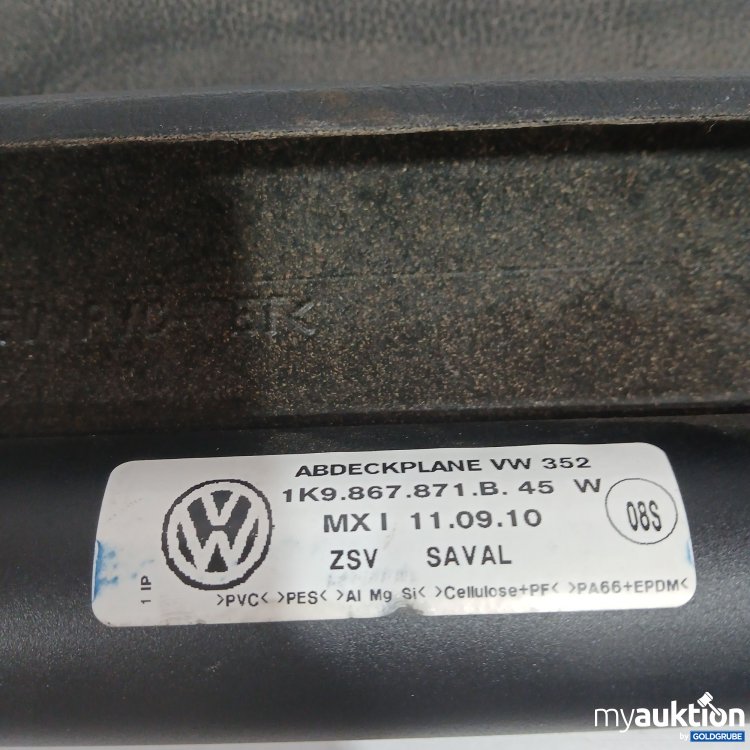 ABDECKPLANE VW 352
1K9.867.871.B. 45 W
MX I 11.09.10
08S
ZSV SAVAL
1 IP
>PVC< >PES< >Al Mg Si< >Cellulose+PF< >PA66+EPDM<
myauktion
by GOLDGRUBE